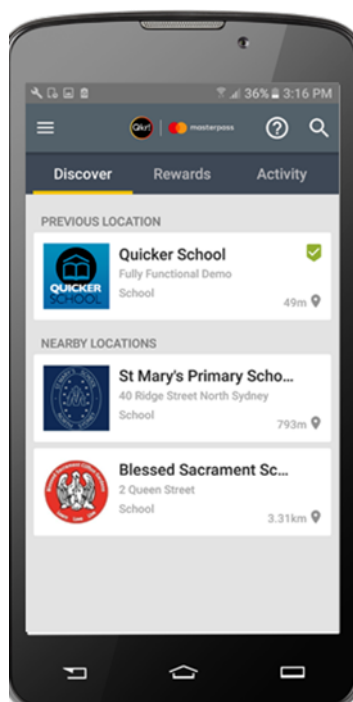 36% 3:16 PM
Qkr! masterpass
Discover Rewards Activity
PREVIOUS LOCATION
QUICKER
SCHOOL
Quicker School
Fully Functional Demo
School
49m
NEARBY LOCATIONS
St Mary's Primary Scho...
40 Ridge Street North Sydney
School
793m
Blessed Sacrament Sc...
2 Queen Street
School
3.31km